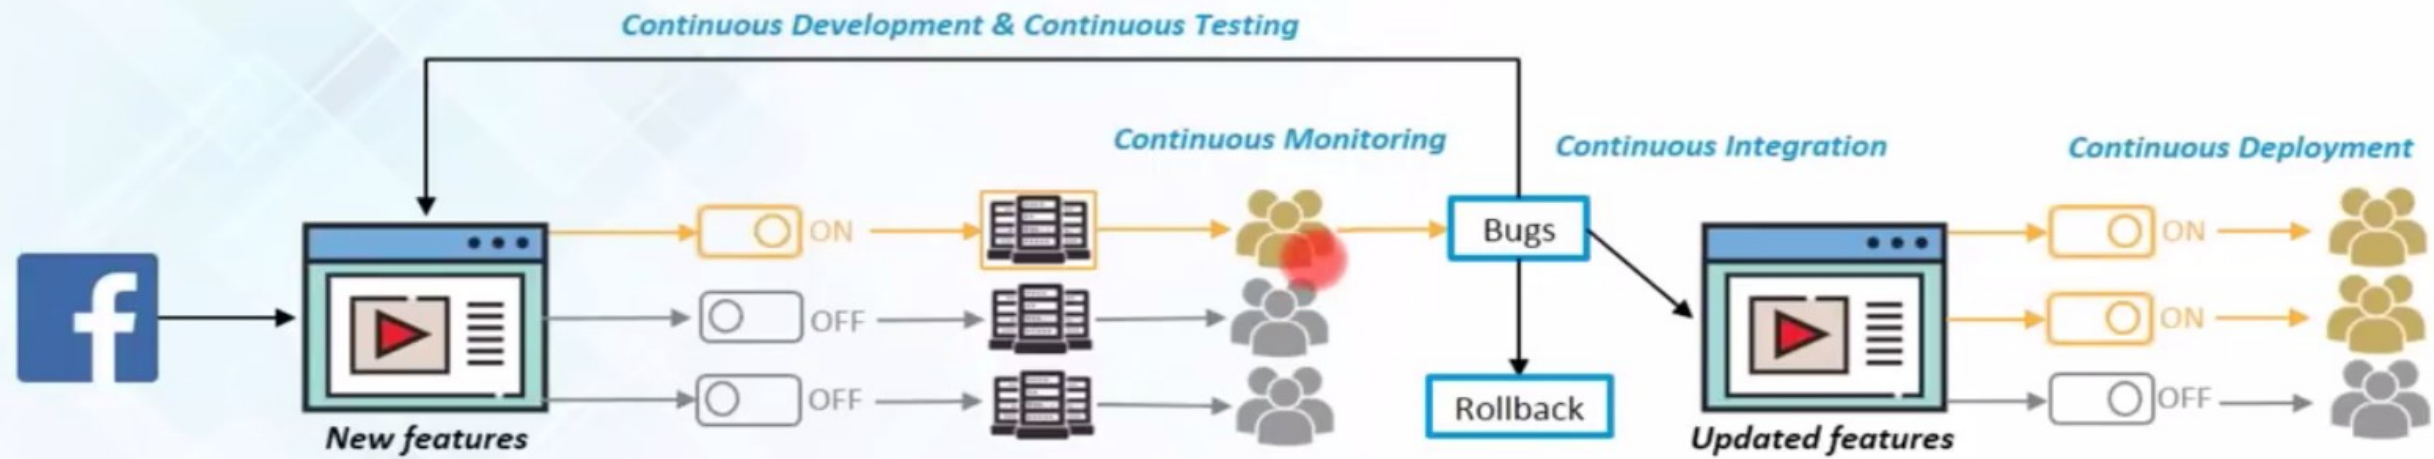 Continuous Development & Continuous Testing
Continuous Monitoring
Continuous Integration
Continuous Deployment
f
ON
OFF
OFF
Bugs
Rollback
ON
ON
OFF
New features
Updated features